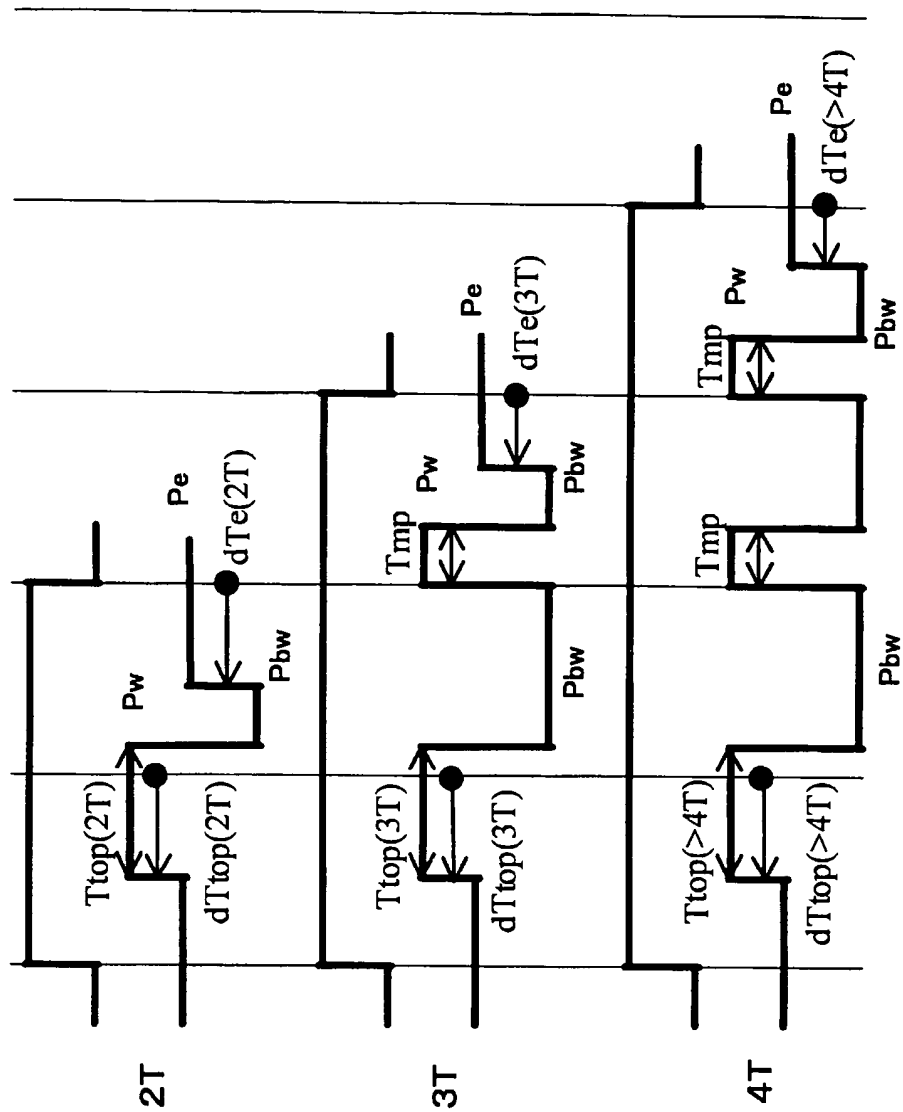 2T
Ttop(2T)
dTtop(2T)
Pw
Pbw
Pe
dTe(2T)
3T
Ttop(3T)
dTtop(3T)
Pbw
Tmp
Pw
Pbw
Pe
dTe(3T)
4T
Ttop(>4T)
dTtop(>4T)
Pbw
Tmp
Tmp
Pw
Pbw
Pe
dTe(>4T)